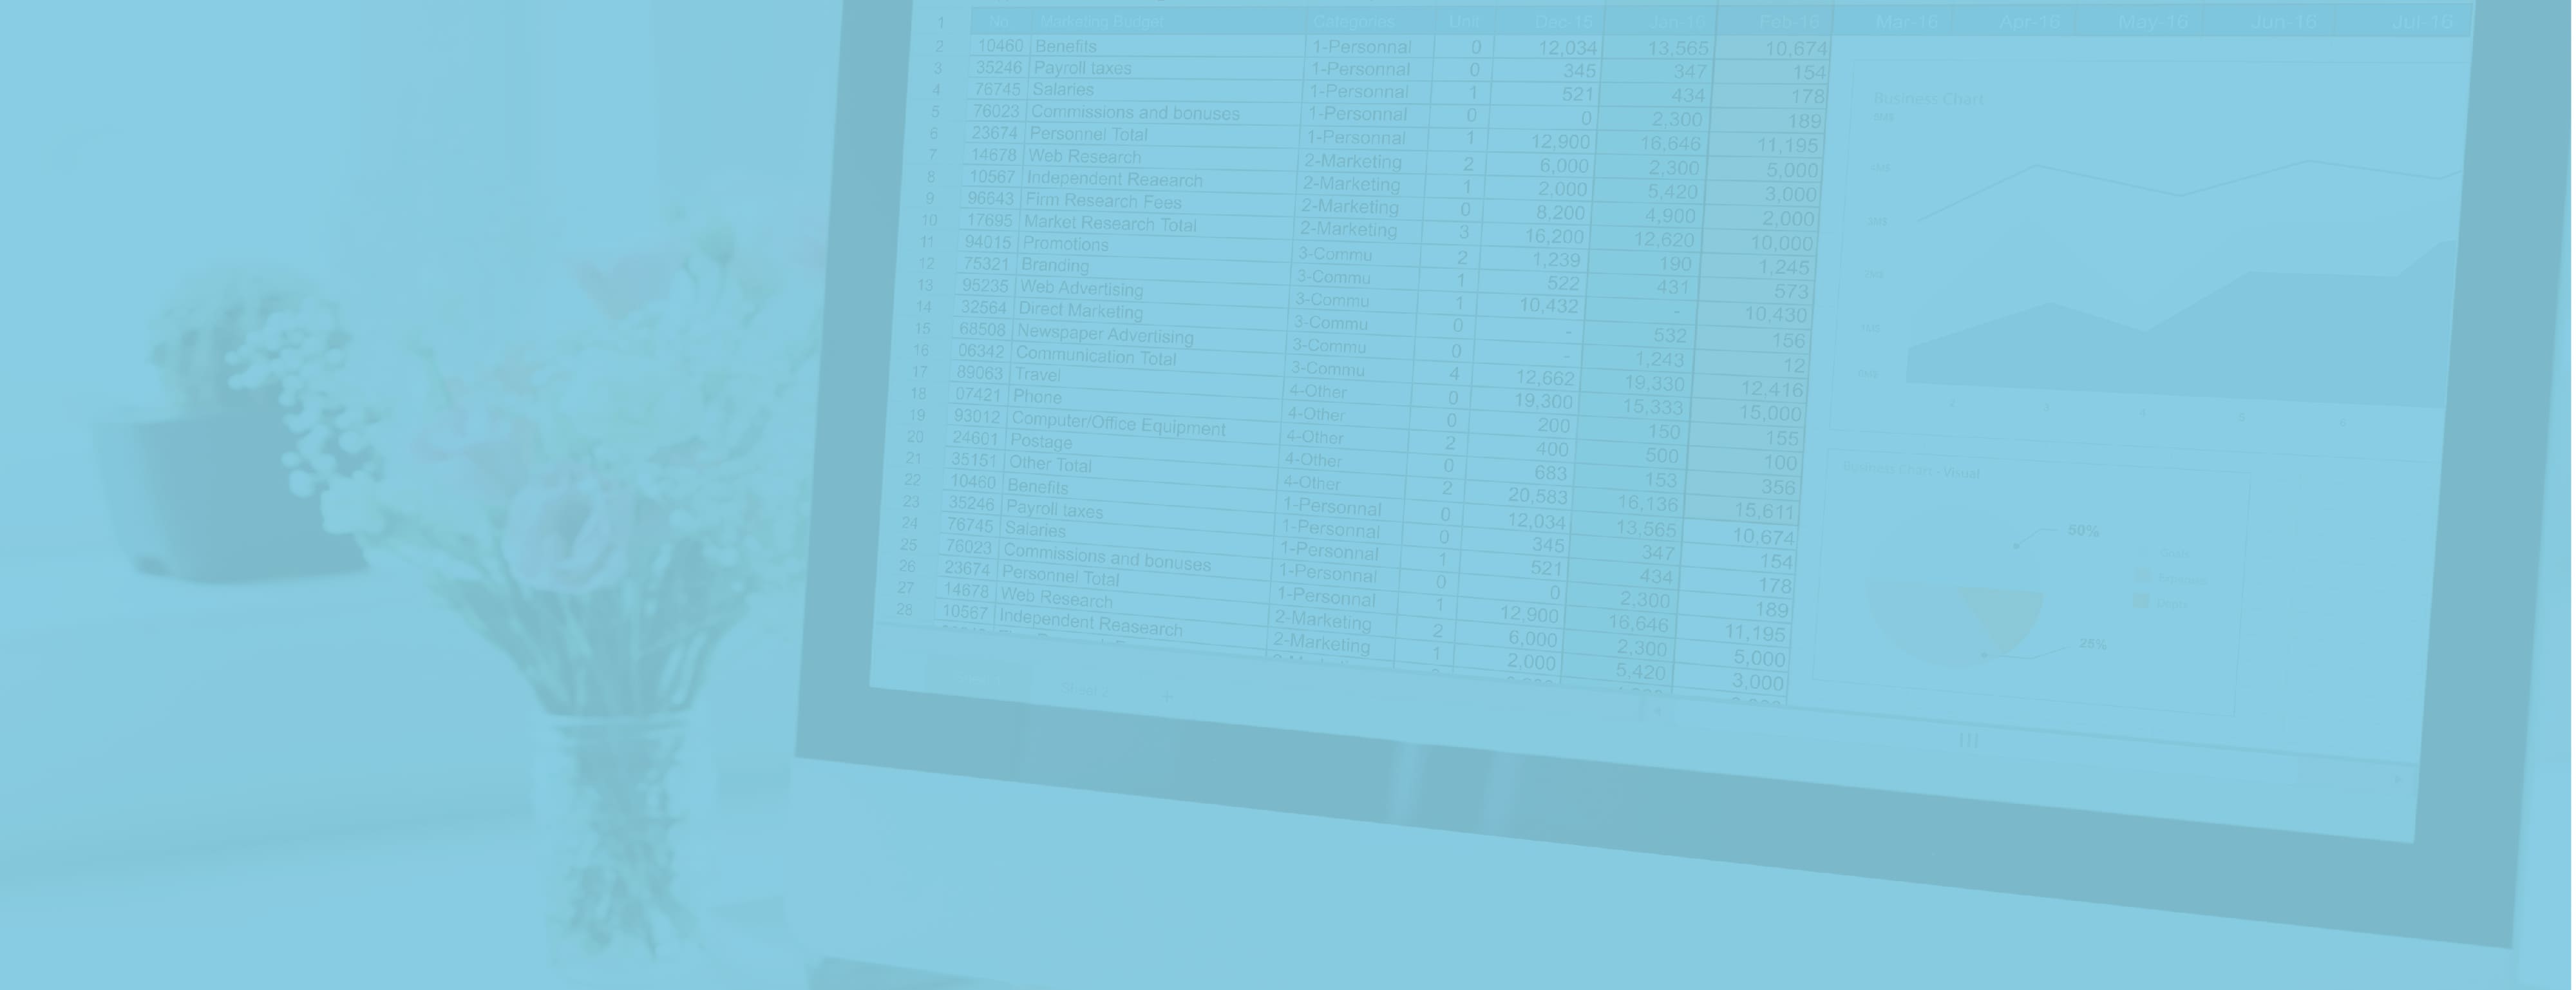 1 No Marketing Budget Categories Unit Dec-15 Jan-16 Feb-16 Mar-16 Apr-16 May-16 Jun-16 Jul-16
2 10460 Benefits 1-Personnal 0 12,034 13,565 10,674
3 35246 Payroll taxes 1-Personnal 0 345 347 154
4 76745 Salaries 1-Personnal 1 521 434 178
5 76023 Commissions and bonuses 1-Personnal 0 0 2,300 189
6 23674 Personnel Total 1-Personnal 1 12,900 16,646 11,195
7 14678 Web Research 2-Marketing 2 6,000 2,300 5,000
8 10567 Independent Reaearch 2-Marketing 1 2,000 5,420 3,000
9 96643 Firm Research Fees 2-Marketing 0 8,200 4,900 2,000
10 17695 Market Research Total 2-Marketing 3 16,200 12,620 10,000
11 94015 Promotions 3-Commu 2 1,239 190 1,245
12 75321 Branding 3-Commu 1 522 431 573
13 95235 Web Advertising 3-Commu 1 10,432 - 10,430
14 32564 Direct Marketing 3-Commu 0 - 532 156
15 68508 Newspaper Advertising 3-Commu 0 - 1,243 12
16 06342 Communication Total 3-Commu 4 12,662 19,330 12,416
17 89063 Travel 4-Other 0 19,300 15,333 15,000
18 07421 Phone 4-Other 0 200 150 155
19 93012 Computer/Office Equipment 4-Other 2 400 500 100
20 24601 Postage 4-Other 0 683 153 356
21 35151 Other Total 4-Other 2 20,583 16,136 15,611
22 10460 Benefits 1-Personnal 0 12,034 13,565 10,674
23 35246 Payroll taxes 1-Personnal 0 345 347 154
24 76745 Salaries 1-Personnal 1 521 434 178
25 76023 Commissions and bonuses 1-Personnal 0 0 2,300 189
26 23674 Personnel Total 1-Personnal 1 12,900 16,646 11,195
27 14678 Web Research 2-Marketing 2 6,000 2,300 5,000
28 10567 Independent Reasearch 2-Marketing 1 2,000 5,420 3,000
Business Chart
2 3 4 5 6
Business Chart - Visual
50%
25%